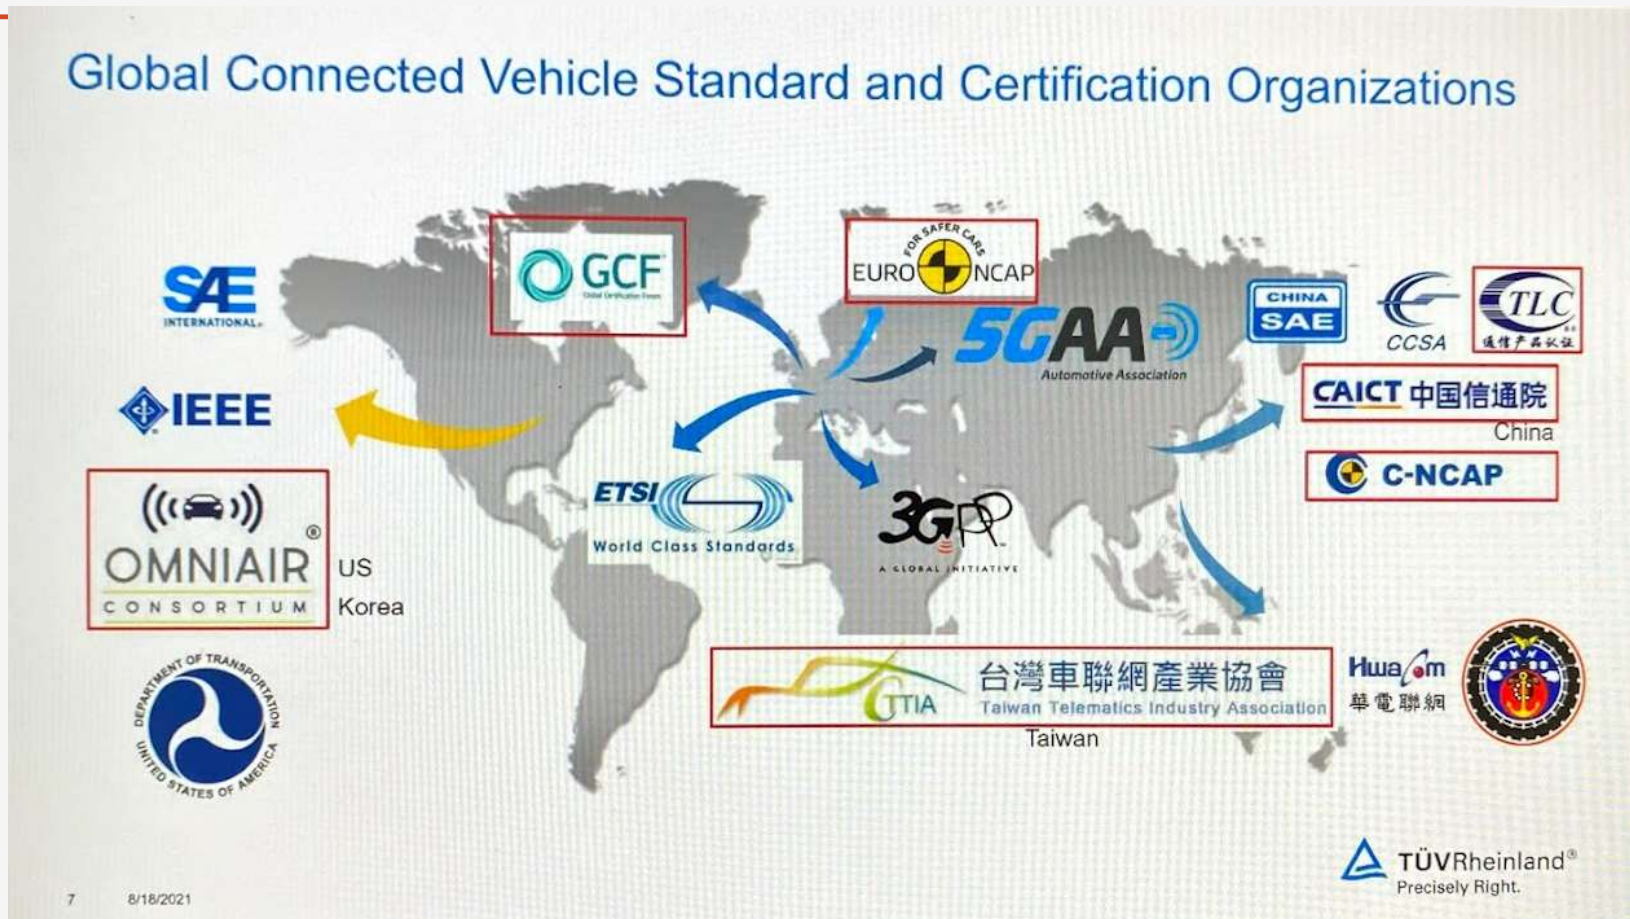 Global Connected Vehicle Standard and Certification Organizations
SAE
INTERNATIONAL
GCF
Global Certification Forum
FOR SAFER CARS
EURO NCAP
5GAA
Automotive Association
CHINA
SAE
CCSA
TLC
通信产品认证
IEEE
CAICT 中国信通院
China
C-NCAP
OMNIAIR®
CONSORTIUM
US
Korea
ETSI
World Class Standards
3GPP
A GLOBAL INITIATIVE
DEPARTMENT OF TRANSPORTATION
UNITED STATES OF AMERICA
TTIA
台灣車聯網產業協會
Taiwan Telematics Industry Association
Taiwan
HwaCom
華電聯網
TÜVRheinland®
Precisely Right.
7 8/18/2021